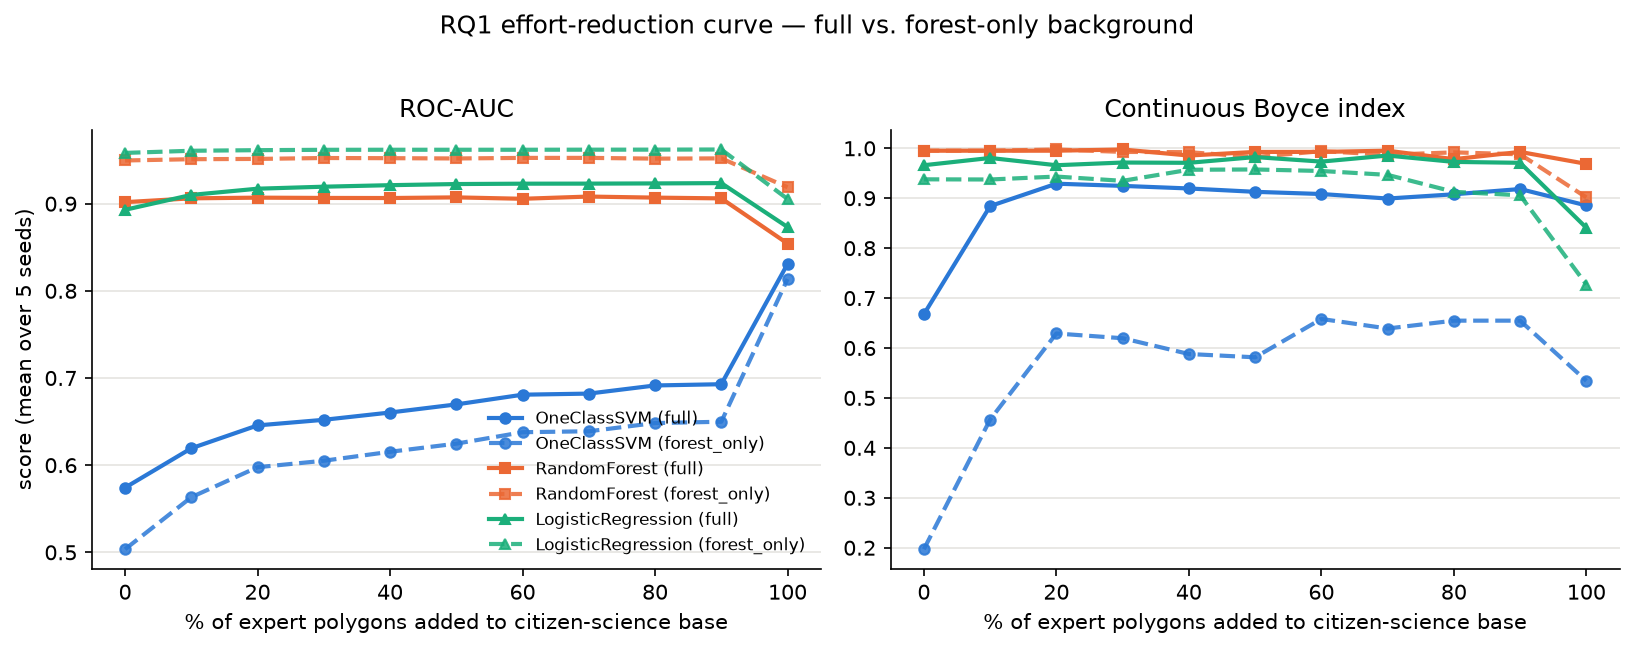 RQ1 effort-reduction curve — full vs. forest-only background
ROC-AUC
score (mean over 5 seeds)
0.9
0.8
0.7
0.6
0.5
OneClassSVM (full)
OneClassSVM (forest_only)
RandomForest (full)
RandomForest (forest_only)
LogisticRegression (full)
LogisticRegression (forest_only)
0 20 40 60 80 100
% of expert polygons added to citizen-science base
Continuous Boyce index
1.0
0.9
0.8
0.7
0.6
0.5
0.4
0.3
0.2
0 20 40 60 80 100
% of expert polygons added to citizen-science base